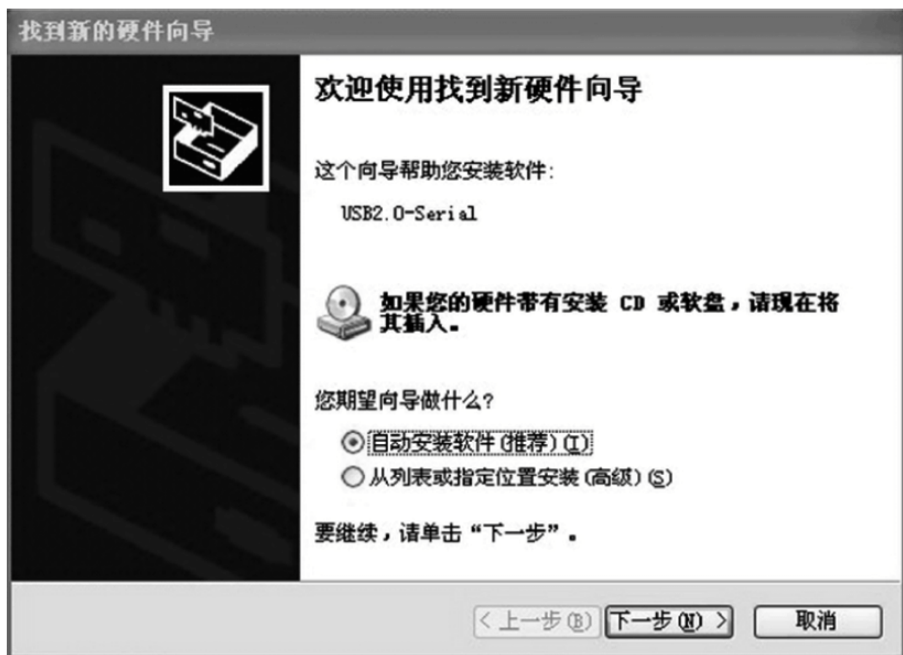 找到新的硬件向导
欢迎使用找到新硬件向导
这个向导帮助您安装软件:
USB2.0-Serial
如果您的硬件带有安装 CD 或软盘，请现在将
其插入。
您期望向导做什么?
自动安装软件(推荐)(I)
从列表或指定位置安装(高级)(S)
要继续，请单击“下一步”。
< 上一步(B) 下一步(N) > 取消